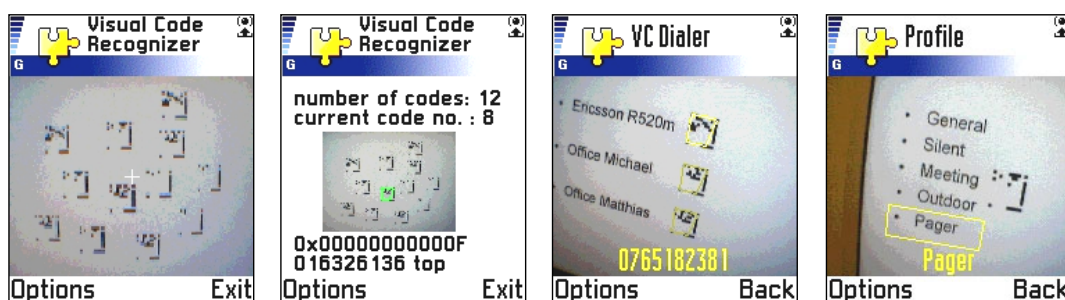 Visual Code
Recognizer
G
Options Exit
Visual Code
Recognizer
G
number of codes: 12
current code no. : 8
0x00000000000F
016326136 top
Options Exit
VC Dialer
G
Ericsson R520m
Office Michael
Office Matthias
0765182381
Options Back
Profile
G
• General
• Silent
• Meeting
• Outdoor
• Pager
Pager
Options Back